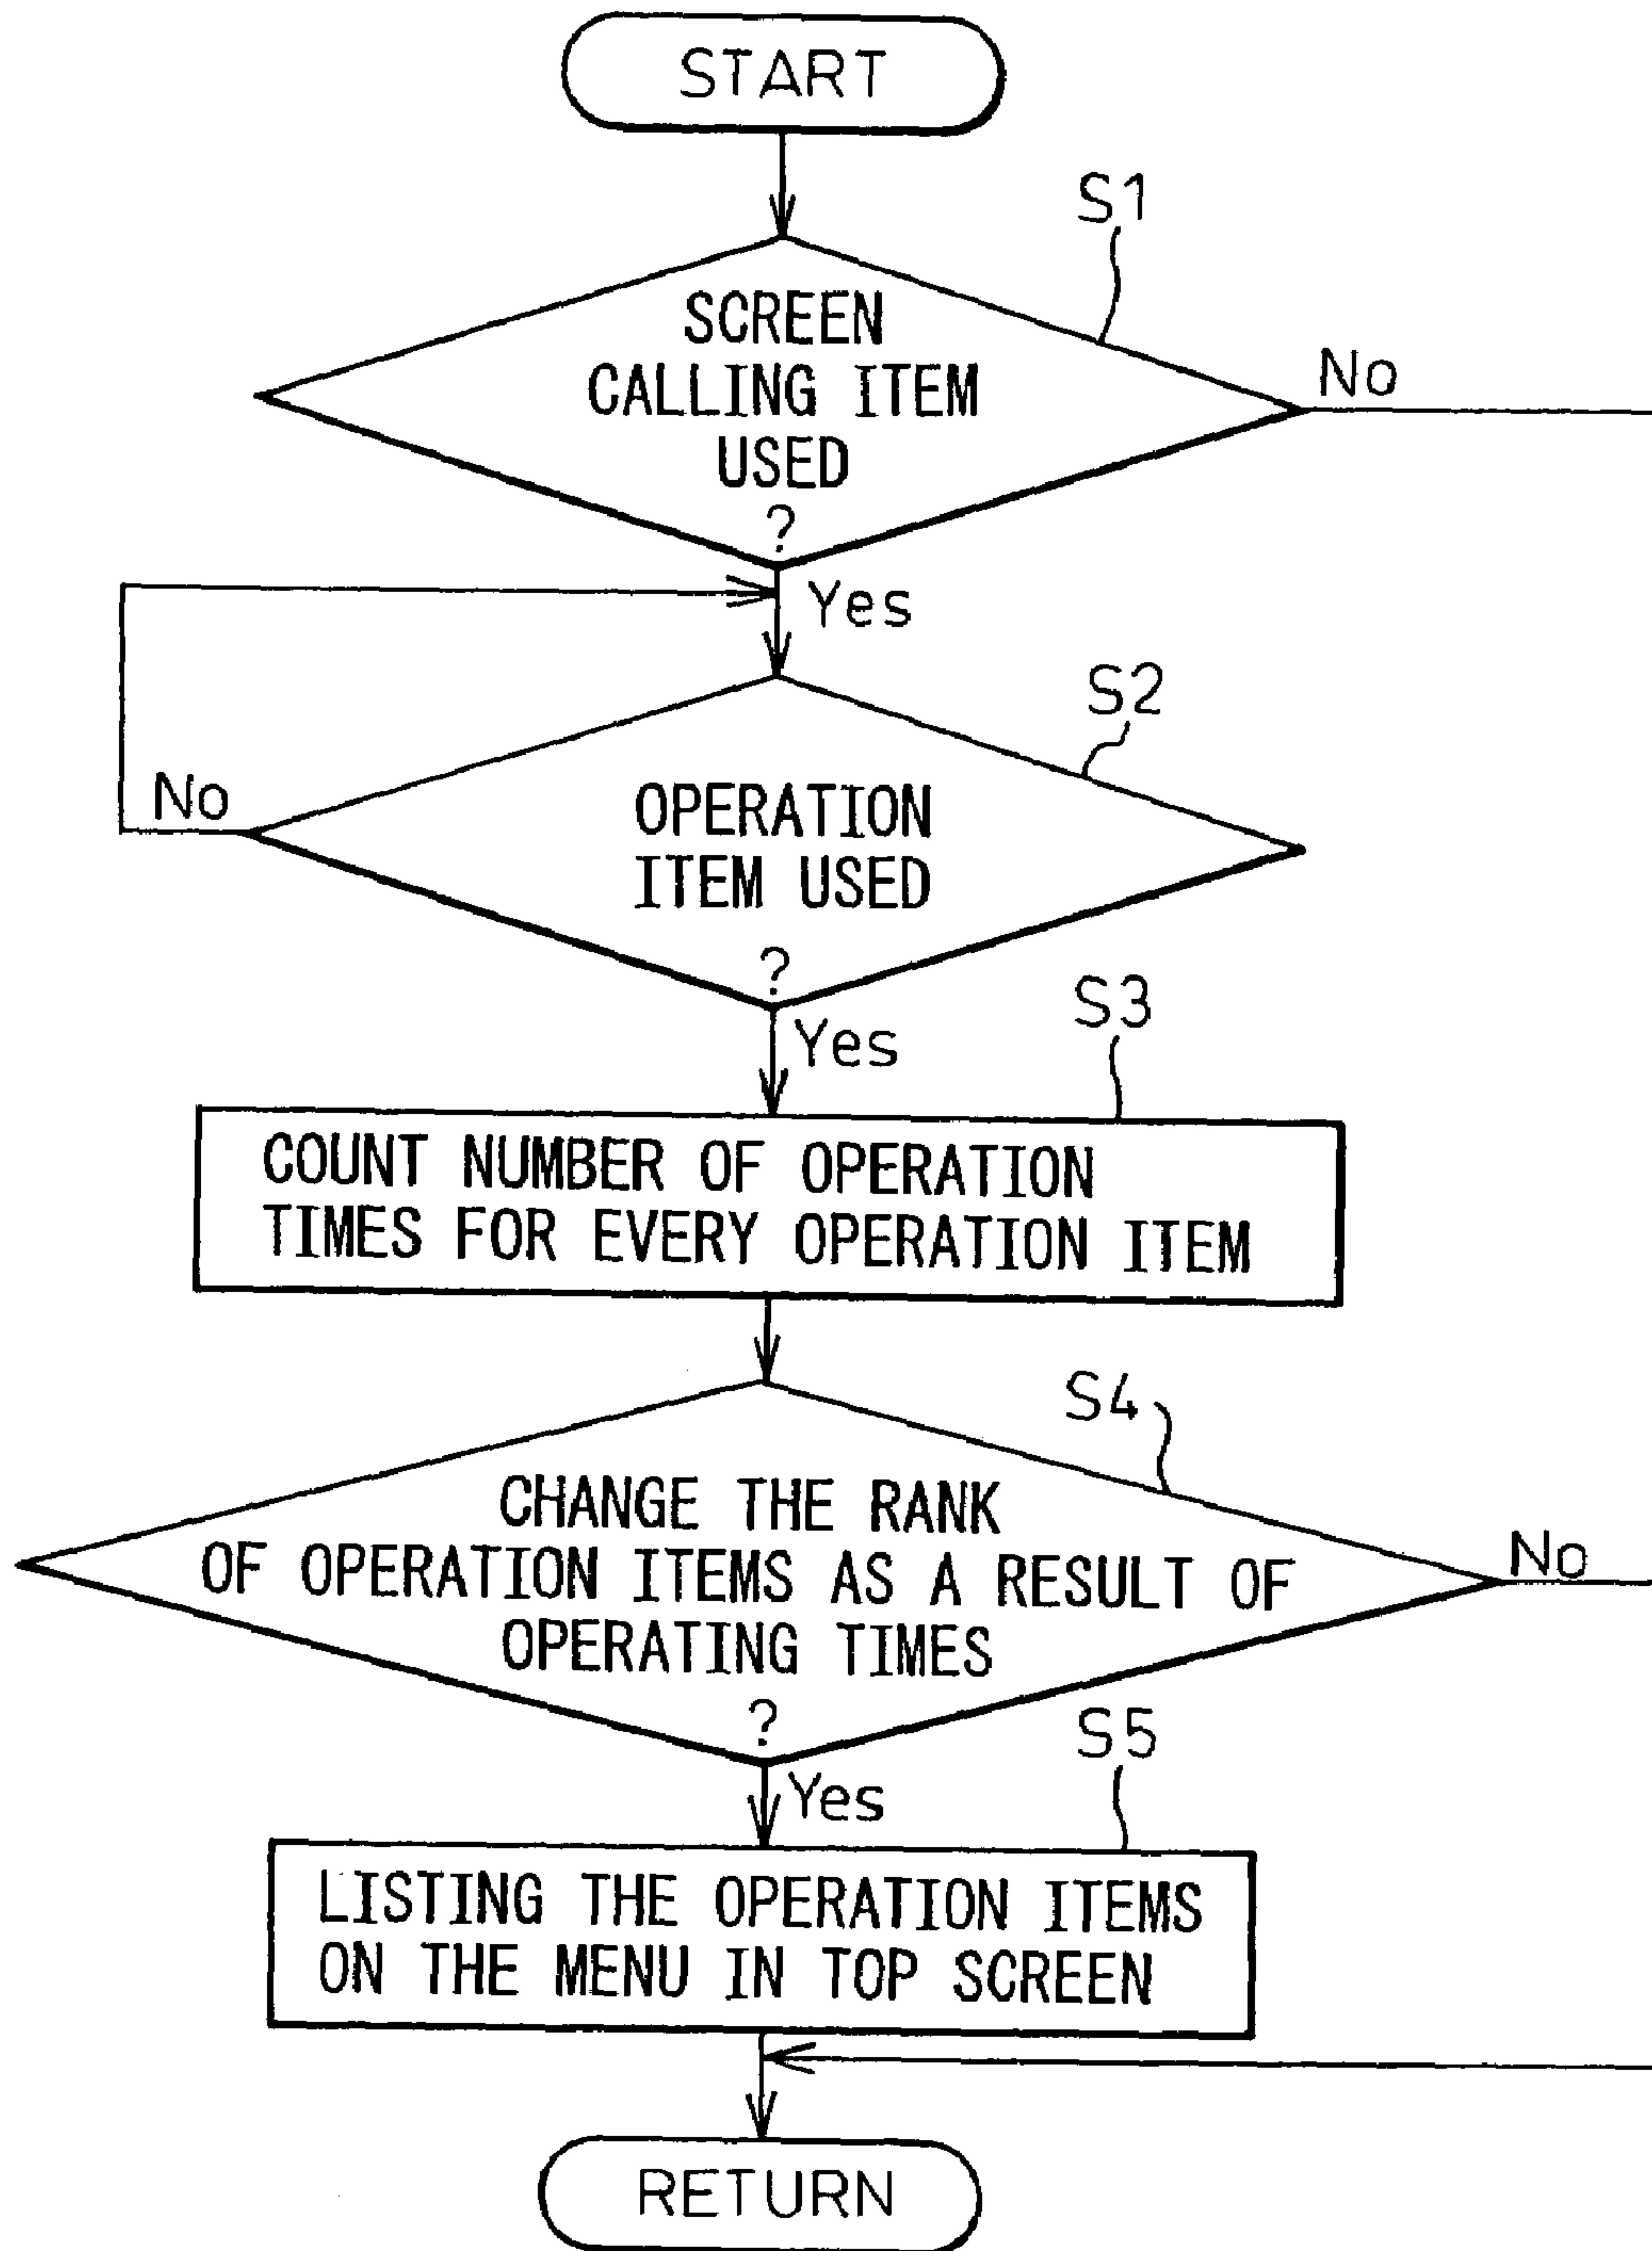 START
S1
SCREEN
CALLING ITEM
USED
?
No
Yes
S2
No
OPERATION
ITEM USED
?
Yes
S3
COUNT NUMBER OF OPERATION
TIMES FOR EVERY OPERATION ITEM
S4
CHANGE THE RANK
OF OPERATION ITEMS AS A RESULT OF
OPERATING TIMES
?
No
Yes
S5
LISTING THE OPERATION ITEMS
ON THE MENU IN TOP SCREEN
RETURN